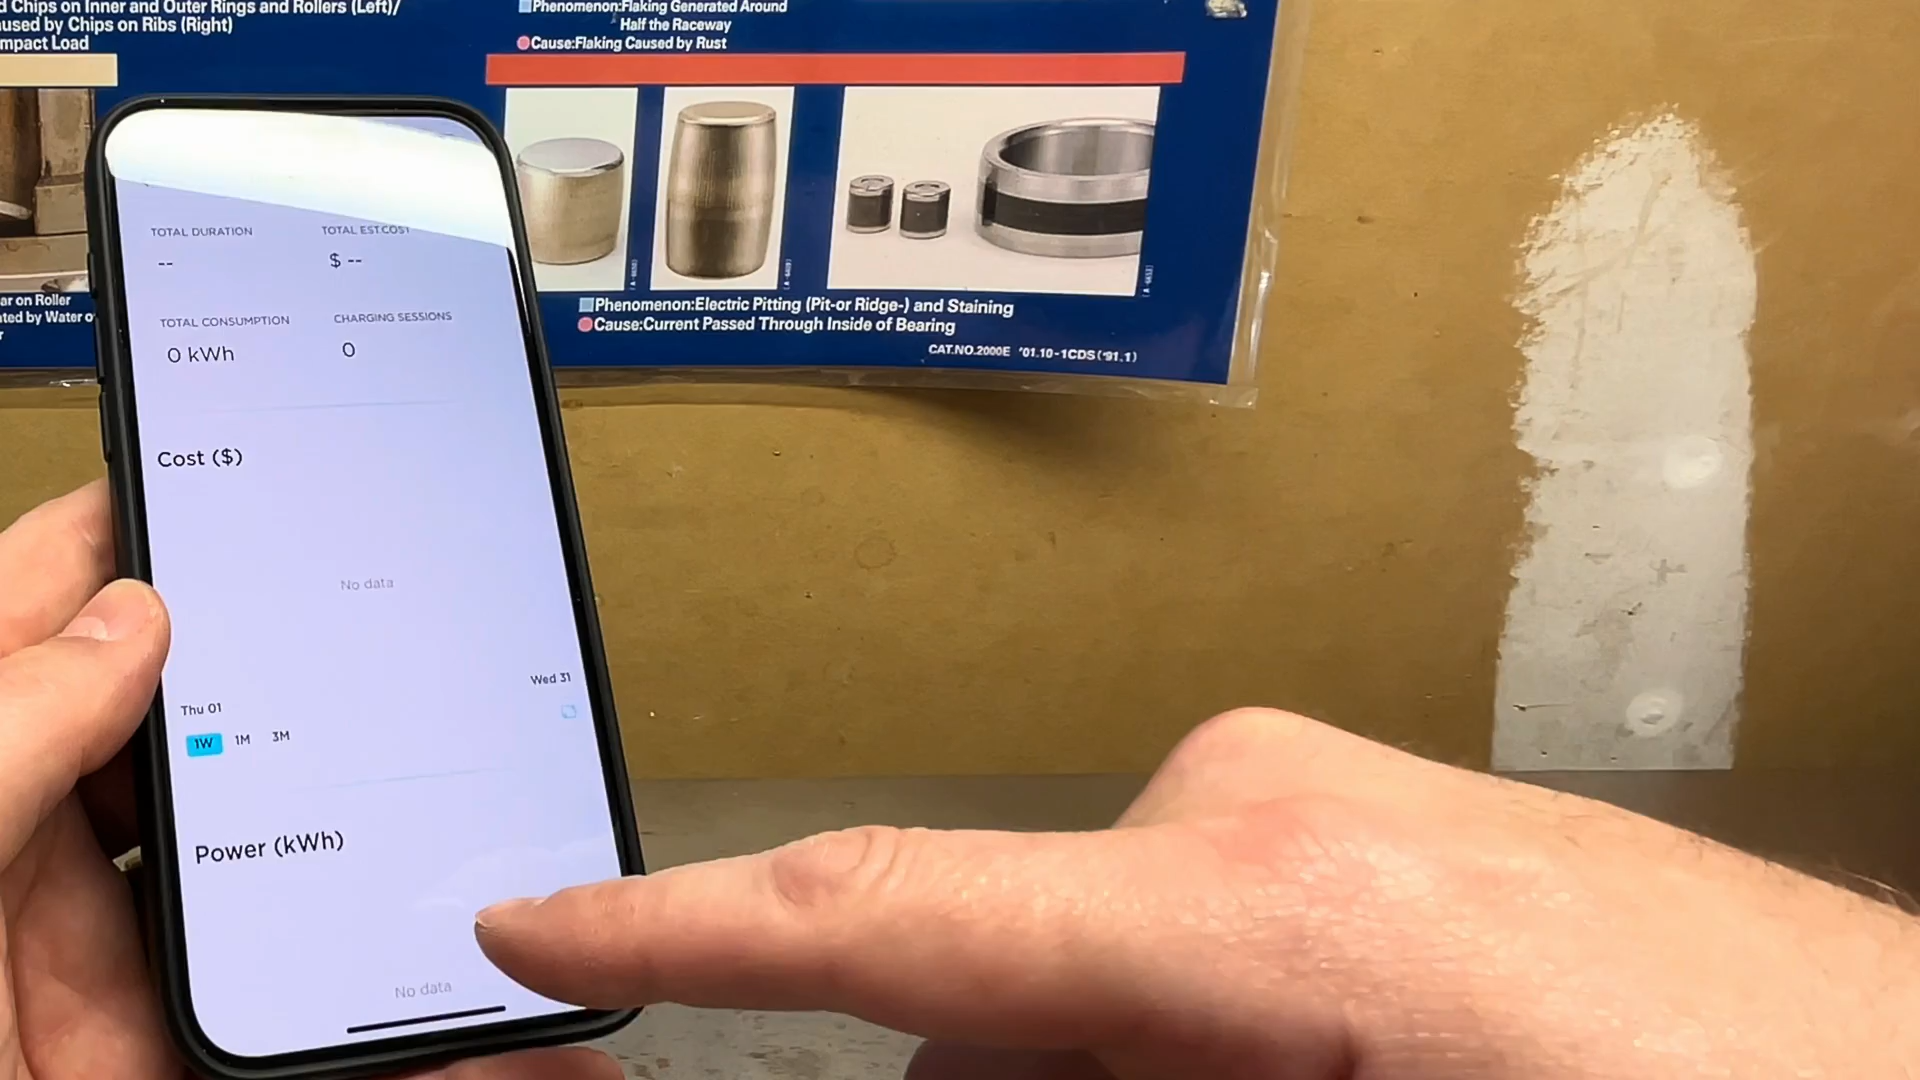 Chips on Inner and Outer Rings and Rollers (Left)/
by Chips on Ribs (Right)
Load
Phenomenon:Flaking Generated Around
Half the Raceway
Cause:Flaking Caused by Rust
on Roller
by Water
Phenomenon:Electric Pitting (Pit-or Ridge-) and Staining
Cause:Current Passed Through Inside of Bearing
CAT.NO.2000E '01.10-1CDS('91.1)
TOTAL DURATION
TOTAL EST.COST
--
$ --
TOTAL CONSUMPTION
CHARGING SESSIONS
0 kWh
0
Cost ($)
No data
Thu 01
Wed 31
1W 1M 3M
Power (kWh)
No data